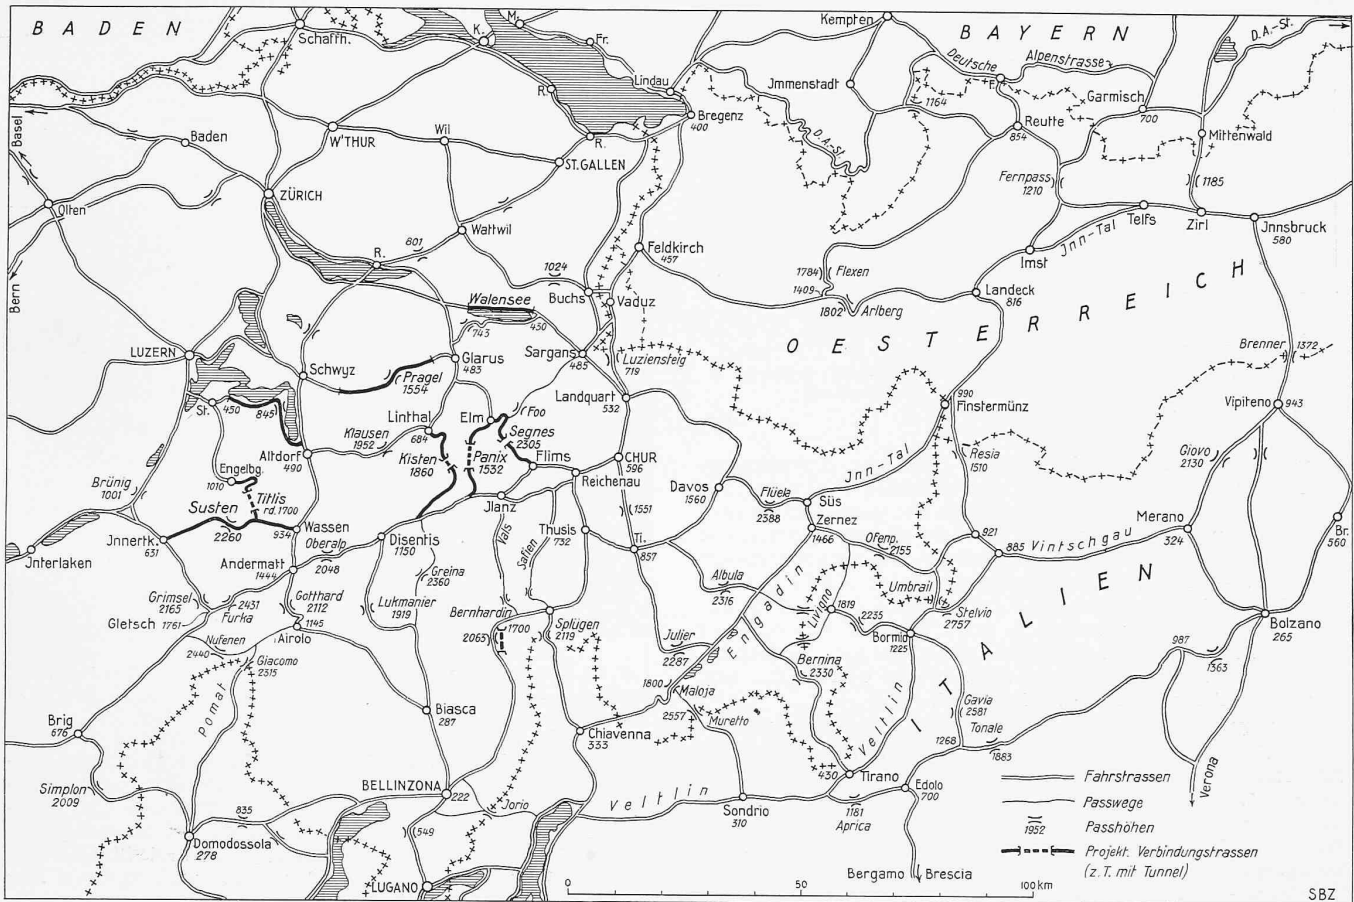 BADEN
Schaffh.
K.
M.
Fr.
Kempten
BAYERN
D.A.-St.
Deutsche Alpenstrasse
Lindau
Jmmenstadt
1164
F.
Garmisch
700
Basel
Baden
W'THUR
Wil
R.
R.
Bregenz
400
D.A.-St.
Reutte
854
Mittenwald
ST.GALLEN
Fernpass
1210
1185
ZÜRICH
Olten
Wattwil
Telfs
Zirl
Jnnsbruck
580
Jnn-Tal
Imst
Bern
R.
801
1024
Feldkirch
457
1784
Flexen
1409
1802
Arlberg
Landeck
816
OESTERREICH
Buchs
Vaduz
Walensee
430
743
LUZERN
Schwyz
Pragel
1554
Glarus
483
Sargans
485
Luziensteig
719
Brenner
1372
St.
450
845
Linthal
684
Elm
Foo
Segnes
2305
Landquart
532
990
Finstermünz
Vipiteno
943
Altdorf
490
Klausen
1952
Kisten
1860
Panix
1532
Flims
CHUR
596
Reichenau
Jnn-Tal
Resia
1510
Giovo
2130
Engelbg.
1010
Titlis
rd.1700
Brünig
1001
Susten
2260
Wassen
934
Jlanz
Davos
1560
Flüela
2388
Süs
Zernez
1466
Jnnertk.
631
Jnterlaken
Disentis
1150
Vals
Safien
Thusis
732
1551
Ti.
857
Ofenp.
2155
921
885
Vintschgau
Merano
324
Br.
560
Oberalp
2048
Andermatt
1444
Greina
2360
Albula
2316
Umbrail
Stelvio
2757
Grimsel
2165
2431
Furka
Gletsch
1761
Gotthard
2112
1145
Airolo
Lukmanier
1919
Bernhardin
2063
1700
Splügen
2119
Julier
2287
Engadin
Livigno
1819
2235
Bormio
1225
Bolzano
265
Nufenen
2440
Giacomo
2315
Pomat
1800
Maloja
Bernina
2330
987
1363
ITALIEN
Biasca
287
Chiavenna
333
2557
Muretto
Veltlin
Gavia
2581
Tonale
1883
1268
Brig
676
Simplon
2009
BELLINZONA
222
Jorio
430
Tirano
Edolo
700
Verona
835
549
Veltlin
Sondrio
310
1181
Aprica
Domodossola
278
LUGANO
Bergamo
Brescia
Fahrstrassen
Passwege
1952
Passhöhen
Projekt. Verbindungstrassen
(z.T. mit Tunnel)
0
50
100 km
SBZ